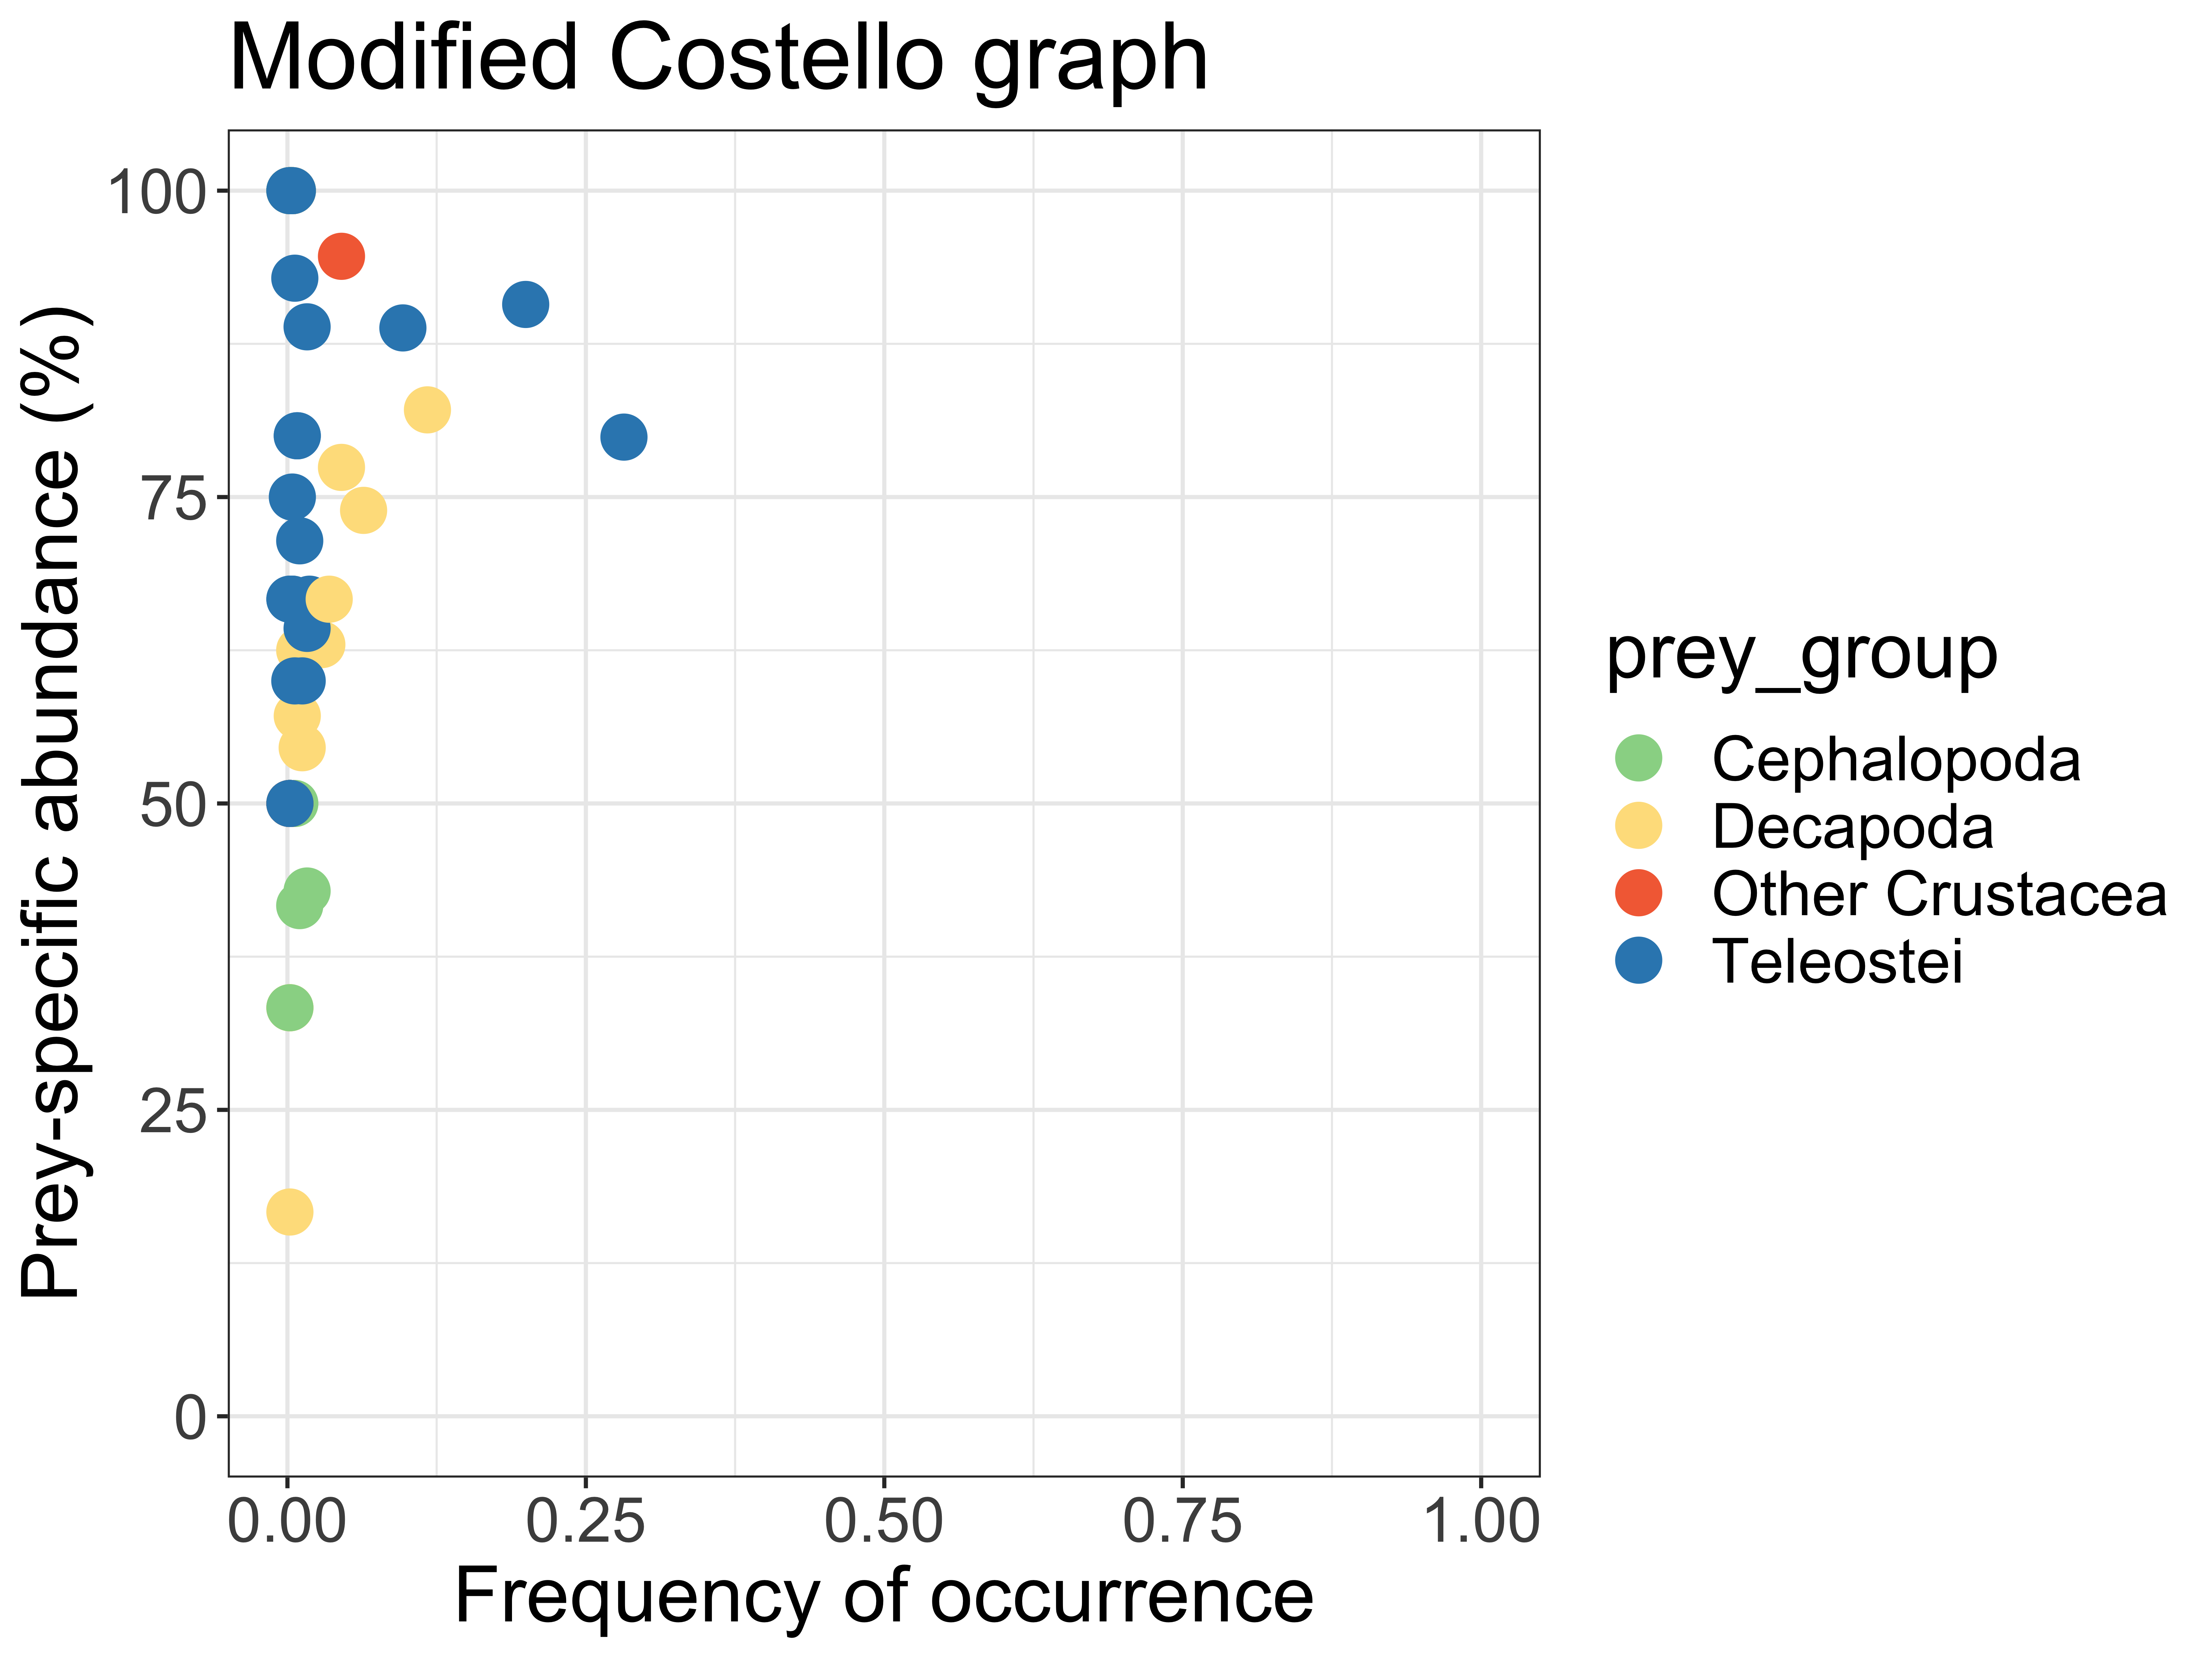 Modified Costello graph
Prey-specific abundance (%)
100
75
50
25
0
0.00 0.25 0.50 0.75 1.00
Frequency of occurrence
prey_group
Cephalopoda
Decapoda
Other Crustacea
Teleostei